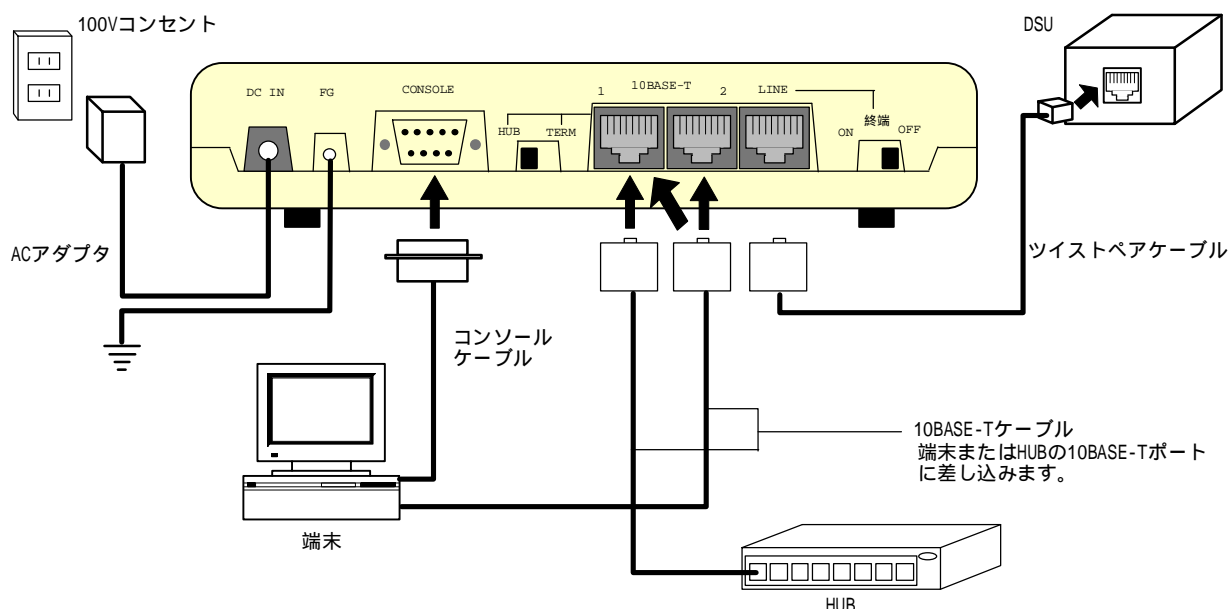 100Vコンセント
DSU
DC IN
FG
CONSOLE
1
10BASE-T
2
LINE
HUB
TERM
ON
終端
OFF
ACアダプタ
ツイストペアケーブル
コンソール
ケーブル
10BASE-Tケーブル
端末またはHUBの10BASE-Tポート
に差し込みます。
端末
HUB